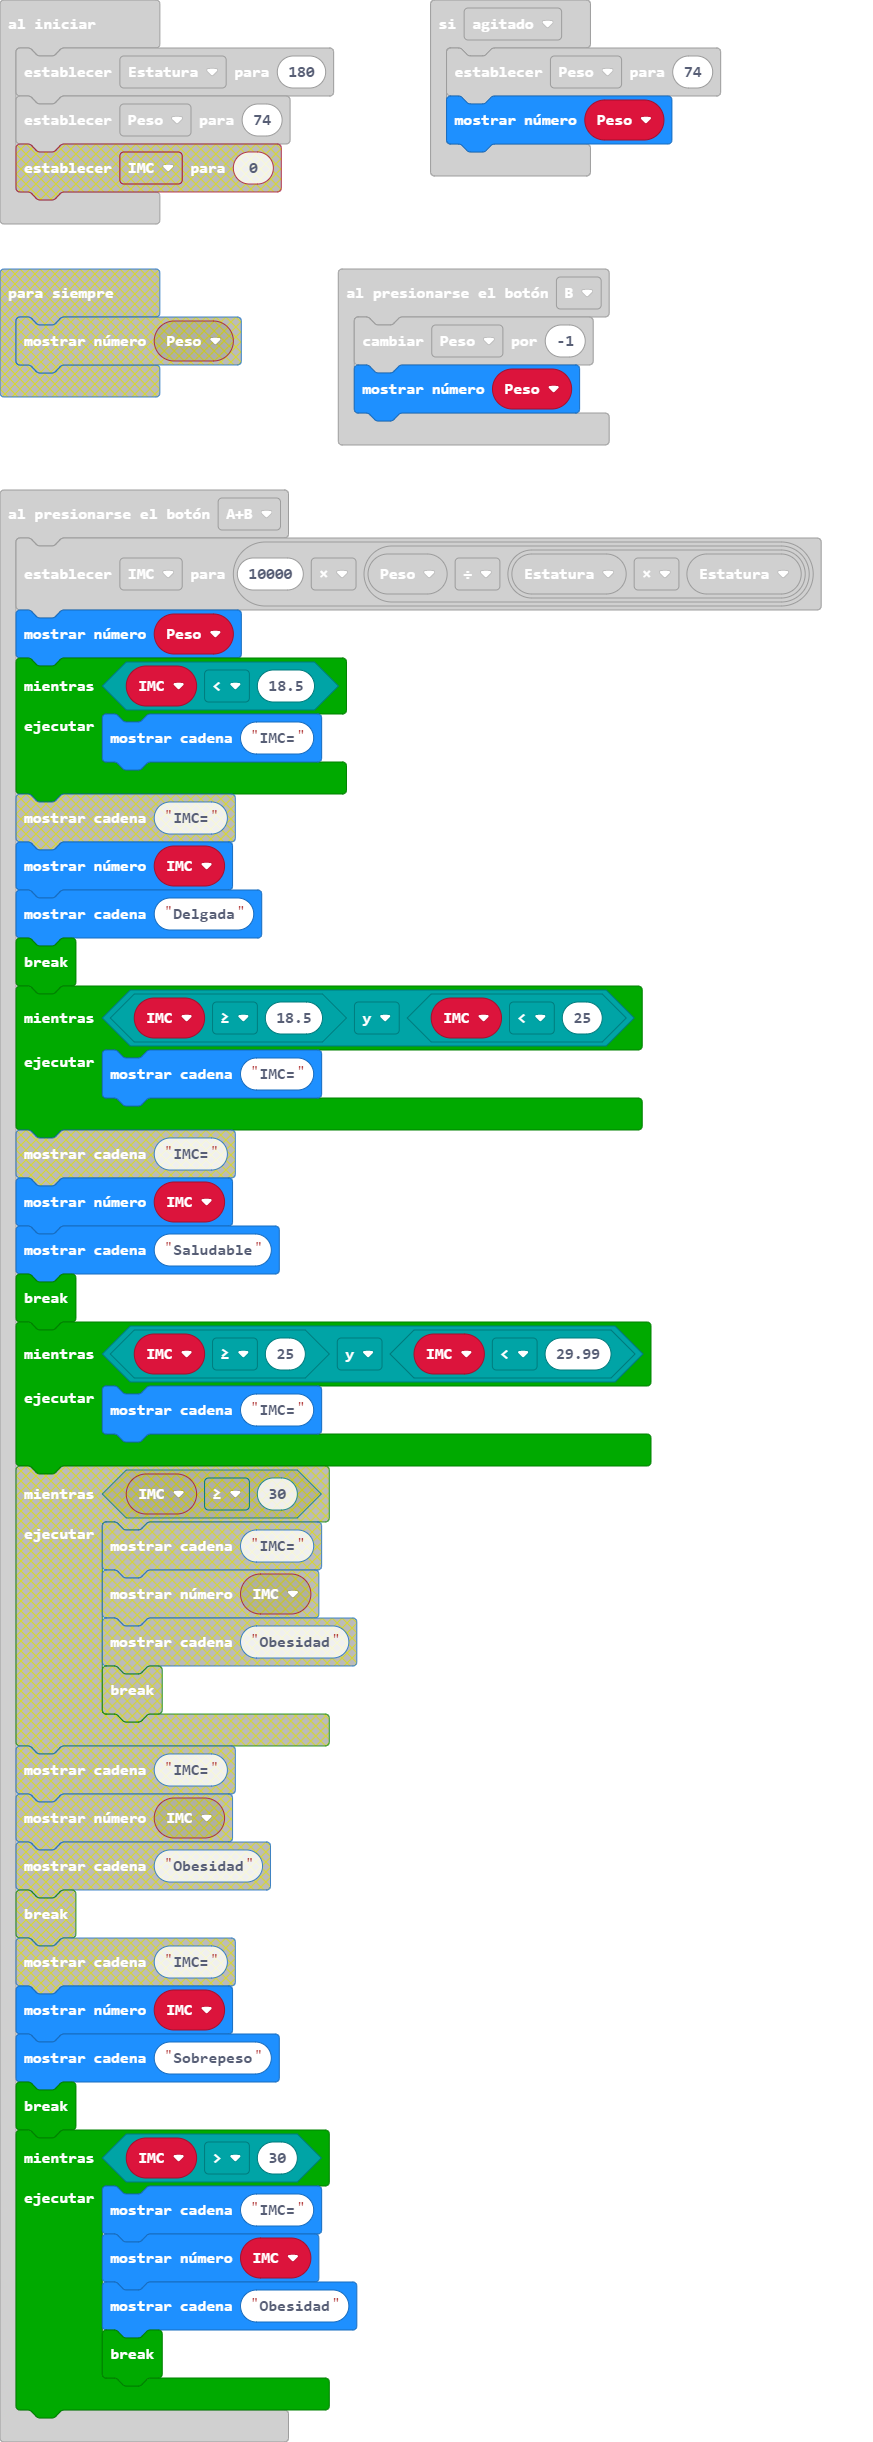 al iniciar
establecer Estatura para 180
establecer Peso para 74
establecer IMC para 0
si agitado
establecer Peso para 74
mostrar número Peso
para siempre
mostrar número Peso
al presionarse el botón B
cambiar Peso por -1
mostrar número Peso
al presionarse el botón A+B
establecer IMC para 10000 × Peso ÷ Estatura × Estatura
mostrar número Peso
mientras IMC < 18.5
ejecutar mostrar cadena "IMC="
mostrar cadena "IMC="
mostrar número IMC
mostrar cadena "Delgada"
break
mientras IMC ≥ 18.5 y IMC < 25
ejecutar mostrar cadena "IMC="
mostrar cadena "IMC="
mostrar número IMC
mostrar cadena "Saludable"
break
mientras IMC ≥ 25 y IMC < 29.99
ejecutar mostrar cadena "IMC="
mientras IMC ≥ 30
ejecutar mostrar cadena "IMC="
mostrar número IMC
mostrar cadena "Obesidad"
break
mostrar cadena "IMC="
mostrar número IMC
mostrar cadena "Obesidad"
break
mostrar cadena "IMC="
mostrar número IMC
mostrar cadena "Sobrepeso"
break
mientras IMC > 30
ejecutar mostrar cadena "IMC="
mostrar número IMC
mostrar cadena "Obesidad"
break